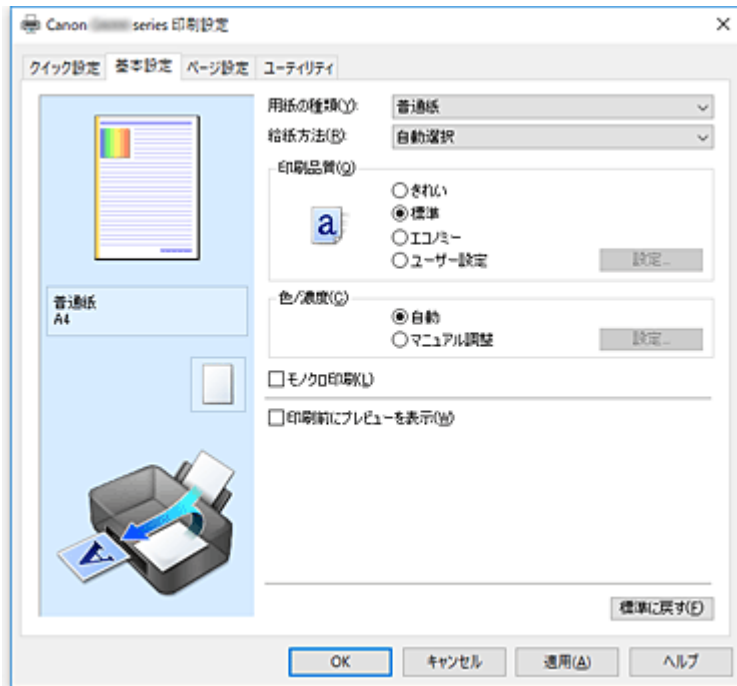 Canon series 印刷設定
クイック設定 基本設定 ページ設定 ユーティリティ
用紙の種類(Y): 普通紙
給紙方法(R): 自動選択
印刷品質(Q)
きれい
a 標準
エコノミー
ユーザー設定 設定...
普通紙
A4
色/濃度(C)
自動
マニュアル調整 設定...
モノクロ印刷(L)
印刷前にプレビューを表示(W)
A
標準に戻す(F)
OK キャンセル 適用(A) ヘルプ